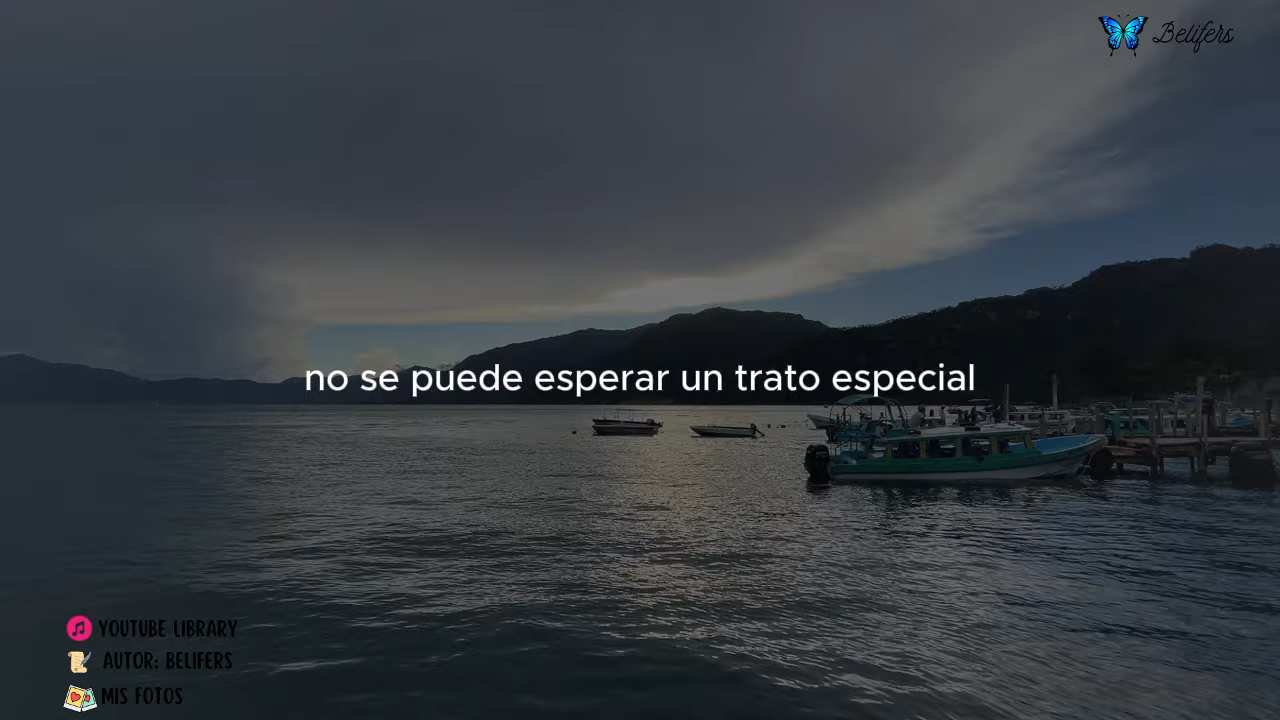 Belifers
no se puede esperar un trato especial
YOUTUBE LIBRARY
AUTOR: BELIFERS
MIS FOTOS